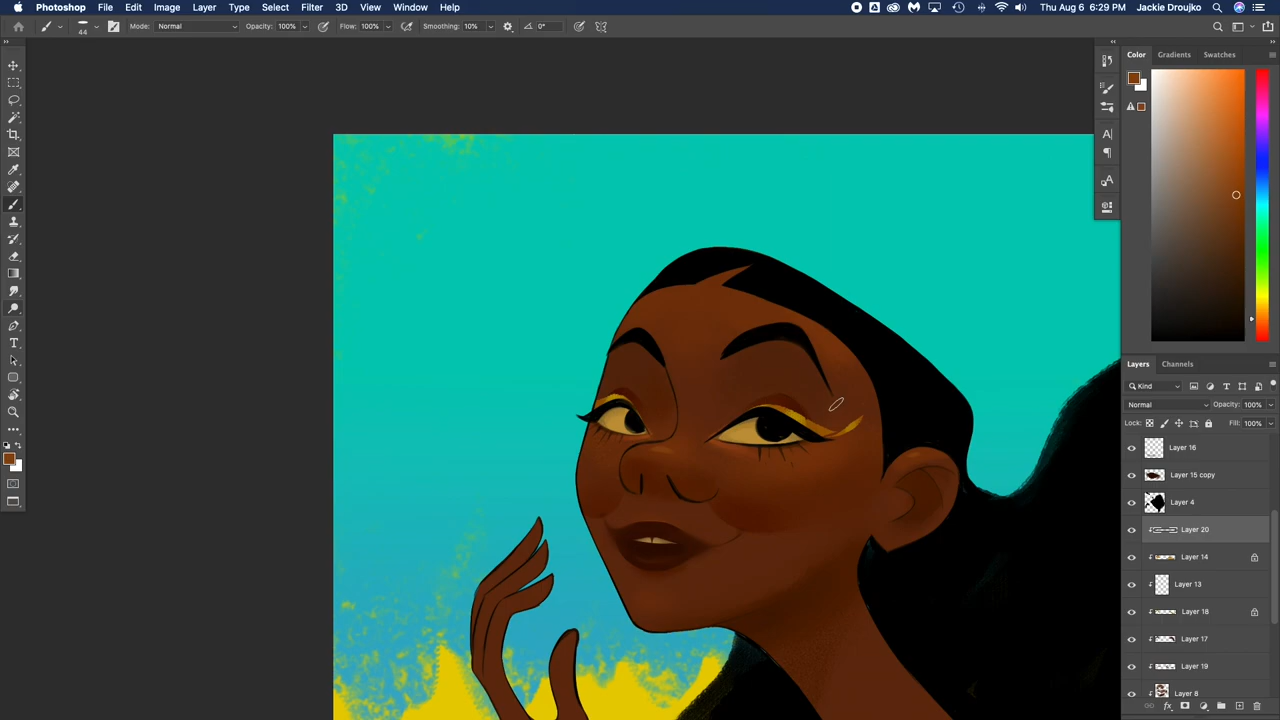 Photoshop File Edit Image Layer Type Select Filter 3D View Window Help Thu Aug 6 6:29 PM Jackie Droujko
44 Mode: Normal Opacity: 100% Flow: 100% Smoothing: 10% 0°
Color Gradients Swatches
Layers Channels
Kind
Normal Opacity: 100%
Lock: Fill: 100%
Layer 16
Layer 15 copy
Layer 4
Layer 20
Layer 14
Layer 13
Layer 18
Layer 17
Layer 19
Layer 8